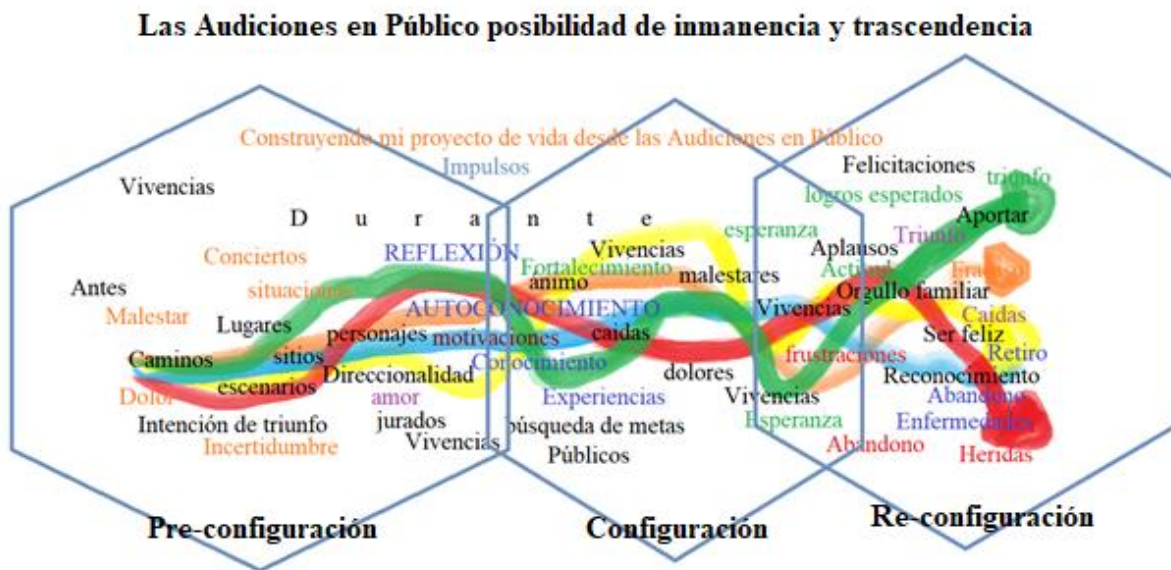 Las Audiciones en Público posibilidad de inmanencia y trascendencia
Construyendo mi proyecto de vida desde las Audiciones en Público
Impulsos
Vivencias
D u r a n t e
Conciertos
REFLEXIÓN
situaciones
Antes
Malestar
Lugares
AUTOCONOCIMIENTO
personajes
motivaciones
Caminos
sitios
escenarios
Direccionalidad
Conocimiento
Dolor
amor
Intención de triunfo
jurados
Incertidumbre
Vivencias
Pre-configuración
esperanza
Vivencias
Fortalecimiento
ánimo
malestares
caidas
dolores
Experiencias
búsqueda de metas
Públicos
Configuración
Felicitaciones
triunfo
logros esperados
Aportar
Triunfo
Aplausos
Actitud
Fracaso
Orgullo familiar
Vivencias
Caidas
Ser feliz
frustraciones
Retiro
Reconocimiento
Vivencias
Abandono
Esperanza
Enfermedades
Abandono
Heridas
Re-configuración